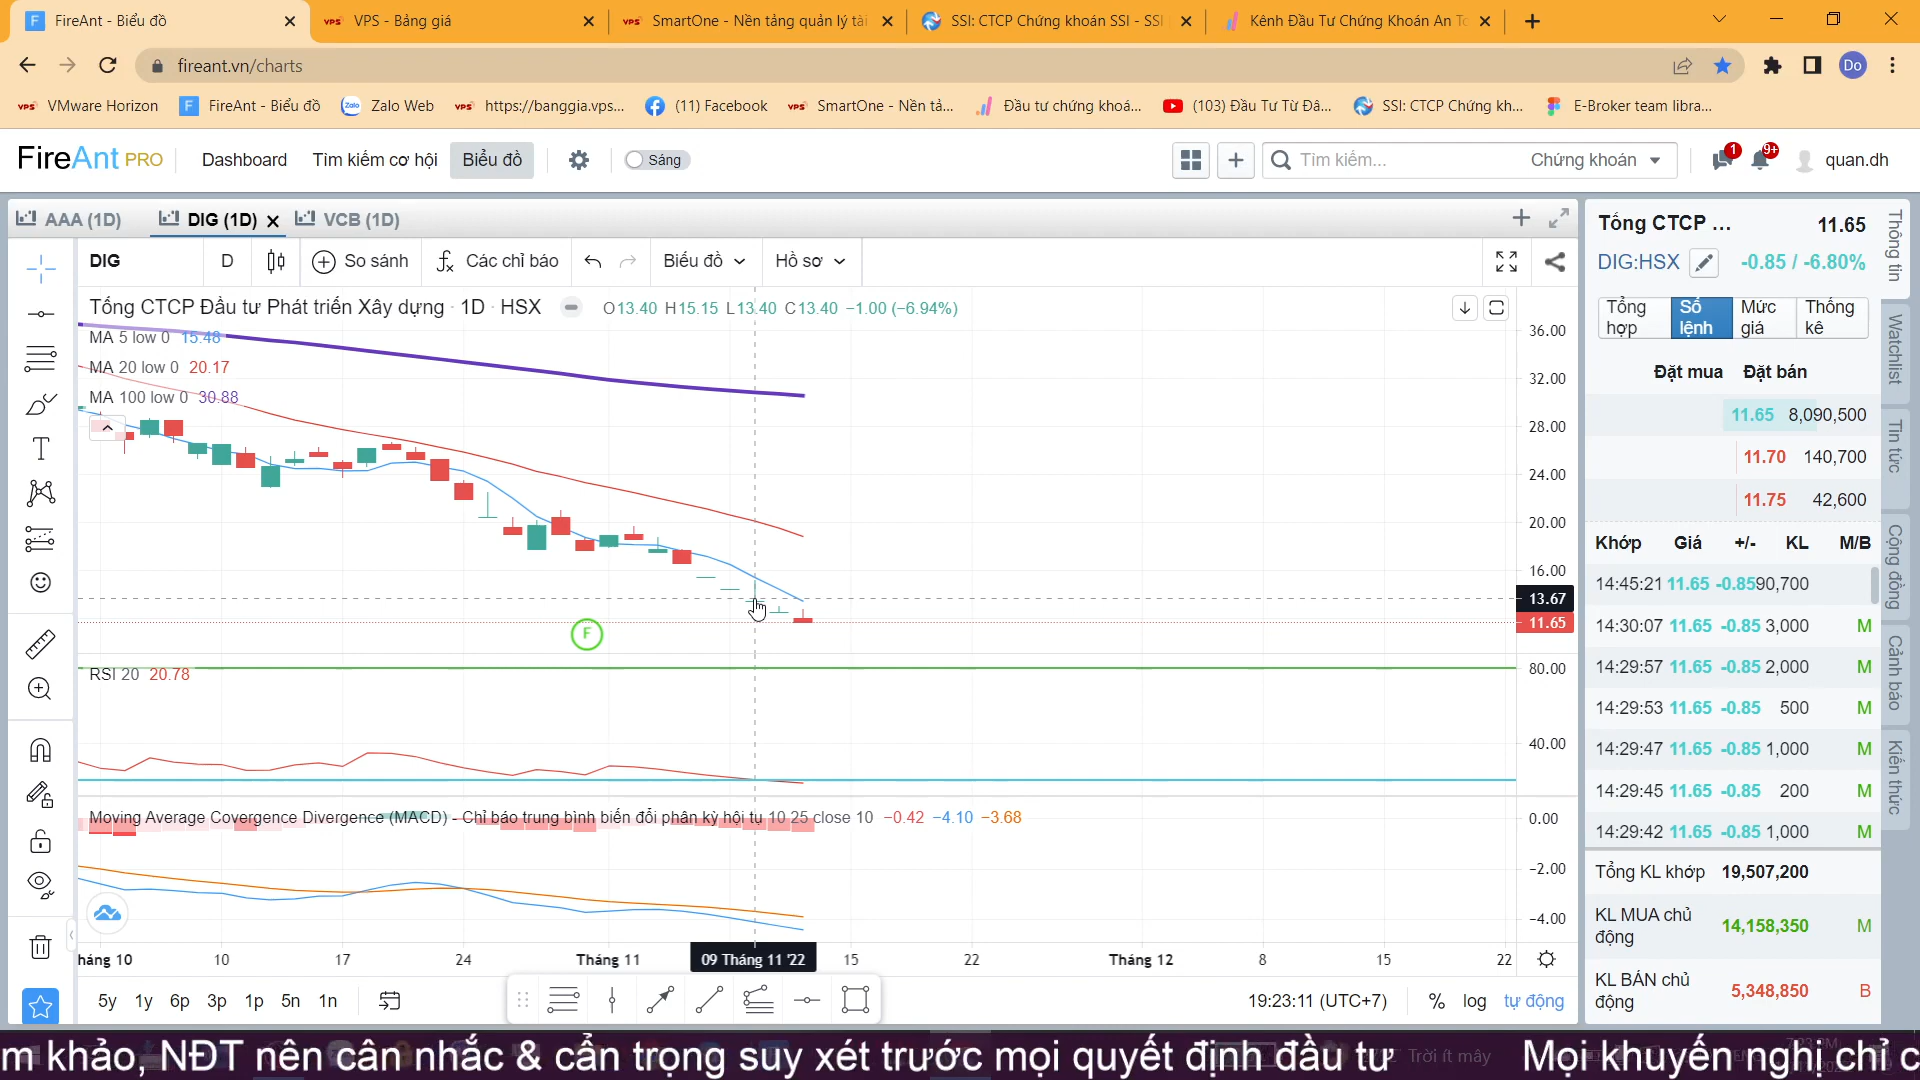 FireAnt - Biểu đồ
VPS - Bảng giá
SmartOne - Nền tảng quản lý tài
SSI: CTCP Chứng khoán SSI - SSI
Kênh Đầu Tư Chứng Khoán An To
fireant.vn/charts
Do
VMware Horizon
FireAnt - Biểu đồ
Zalo Web
https://banggia.vps...
(11) Facebook
SmartOne - Nền tả...
Đầu tư chứng khoá...
(103) Đầu Tư Từ Đâ...
SSI: CTCP Chứng kh...
E-Broker team libra...
FireAnt PRO
Dashboard
Tìm kiếm cơ hội
Biểu đồ
Sáng
Tìm kiếm...
Chứng khoán
1
9+
quan.dh
AAA (1D)
DIG (1D)
VCB (1D)
DIG
D
So sánh
Các chỉ báo
Biểu đồ
Hồ sơ
Tổng CTCP Đầu tư Phát triển Xây dựng · 1D · HSX
O13.40 H15.15 L13.40 C13.40 −1.00 (−6.94%)
MA 5 low 0 15.48
MA 20 low 0 20.17
MA 100 low 0 30.88
36.00
32.00
28.00
24.00
20.00
16.00
13.67
11.65
F
RSI 20 20.78
80.00
40.00
Moving Average Covergence Divergence (MACD) - Chỉ báo trung bình biến đổi phân kỳ hội tụ 10 25 close 10 −0.42 −4.10 −3.68
0.00
−2.00
−4.00
háng 10
10
17
24
Tháng 11
09 Tháng 11 '22
15
22
Tháng 12
8
15
22
5y 1y 6p 3p 1p 5n 1n
19:23:11 (UTC+7)
%
log
tự động
Tổng CTCP ...
11.65
DIG:HSX
-0.85 / -6.80%
Tổng hợp
Sổ lệnh
Mức giá
Thống kê
Đặt mua Đặt bán
11.65 8,090,500
11.70 140,700
11.75 42,600
Khớp Giá +/- KL M/B
14:45:21 11.65 -0.85 90,700
14:30:07 11.65 -0.85 3,000 M
14:29:57 11.65 -0.85 2,000 M
14:29:53 11.65 -0.85 500 M
14:29:47 11.65 -0.85 1,000 M
14:29:45 11.65 -0.85 200 M
14:29:42 11.65 -0.85 1,000 M
Tổng KL khớp 19,507,200
KL MUA chủ động 14,158,350 M
KL BÁN chủ động 5,348,850 B
Thông tin
Watchlist
Tin tức
Cộng đồng
Cảnh báo
Kiến thức
m khảo, NĐT nên cân nhắc & cẩn trọng suy xét trước mọi quyết định đầu tư
Trời ít mây
Mọi khuyến nghị chỉ c